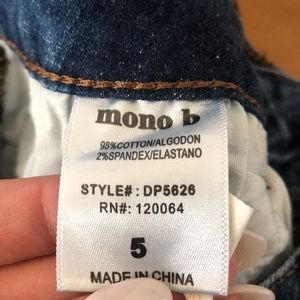 mono b
98%COTTON/ALGODON
2%SPANDEX/ELASTANO
STYLE# : DP5626
RN#: 120064
5
MADE IN CHINA